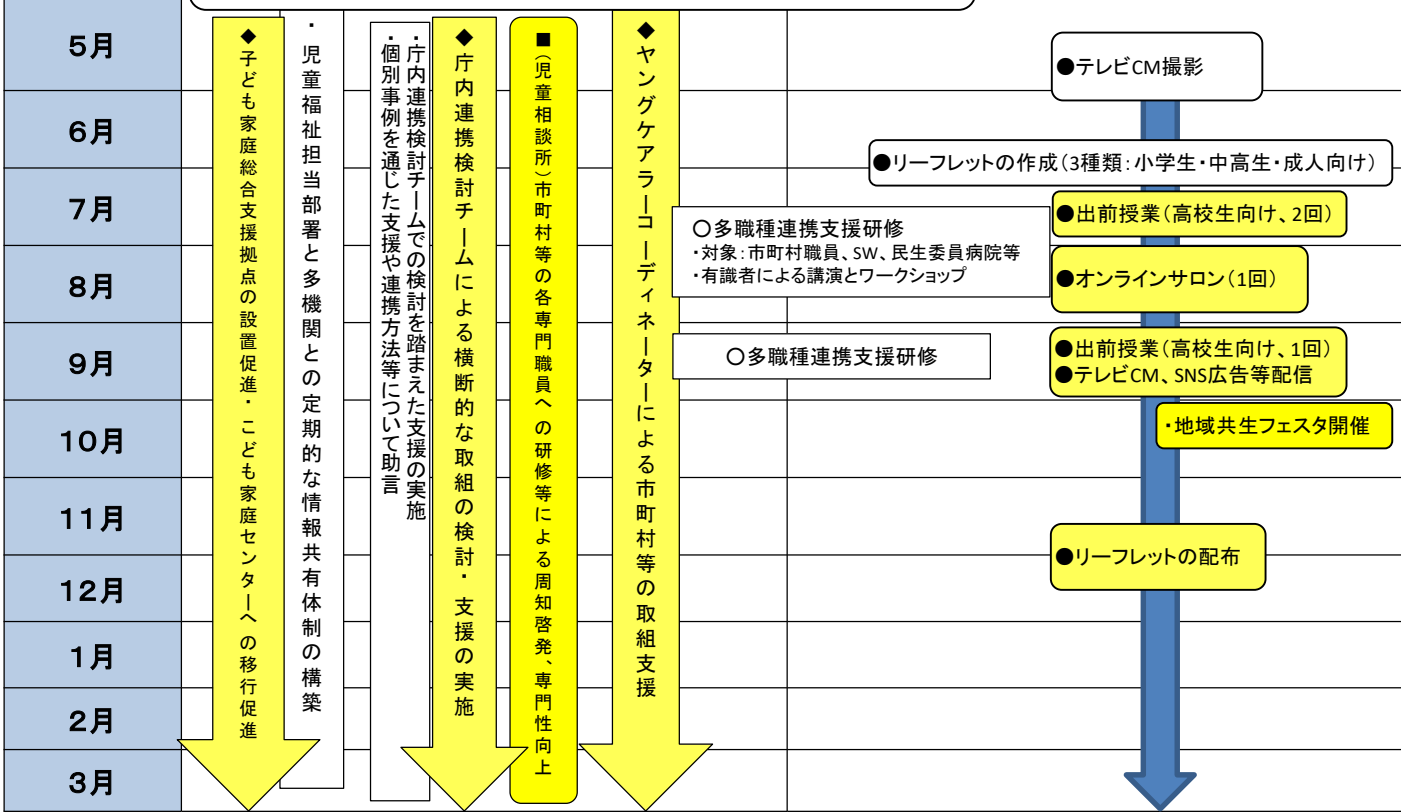 5月
6月
7月
8月
9月
10月
11月
12月
1月
2月
3月
◆子ども家庭総合支援拠点の設置促進・こども家庭センターへの移行促進
・児童福祉担当部署と多機関との定期的な情報共有体制の構築
・庁内連携検討チームでの検討を踏まえた支援の実施
・個別事例を通じた支援や連携方法等について助言
◆庁内連携検討チームによる横断的な取組の検討・支援の実施
■(児童相談所)市町村等の各専門職員への研修等による周知啓発、専門性向上
◆ヤングケアラーコーディネーターによる市町村等の取組支援
〇多職種連携支援研修
・対象:市町村職員、SW、民生委員病院等
・有識者による講演とワークショップ
〇多職種連携支援研修
●テレビCM撮影
●リーフレットの作成(3種類:小学生・中高生・成人向け)
●出前授業(高校生向け、2回)
●オンラインサロン(1回)
●出前授業(高校生向け、1回)
●テレビCM、SNS広告等配信
・地域共生フェスタ開催
●リーフレットの配布